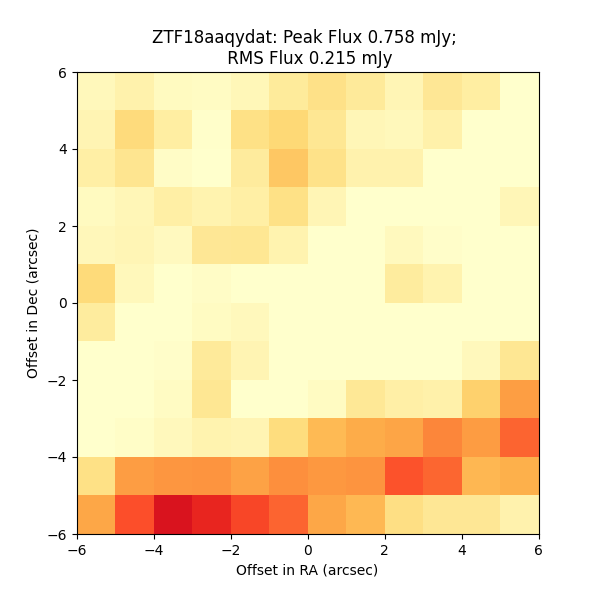 ZTF18aaqydat: Peak Flux 0.758 mJy;
RMS Flux 0.215 mJy
6
4
2
0
−2
−4
−6
Offset in Dec (arcsec)
−6 −4 −2 0 2 4 6
Offset in RA (arcsec)